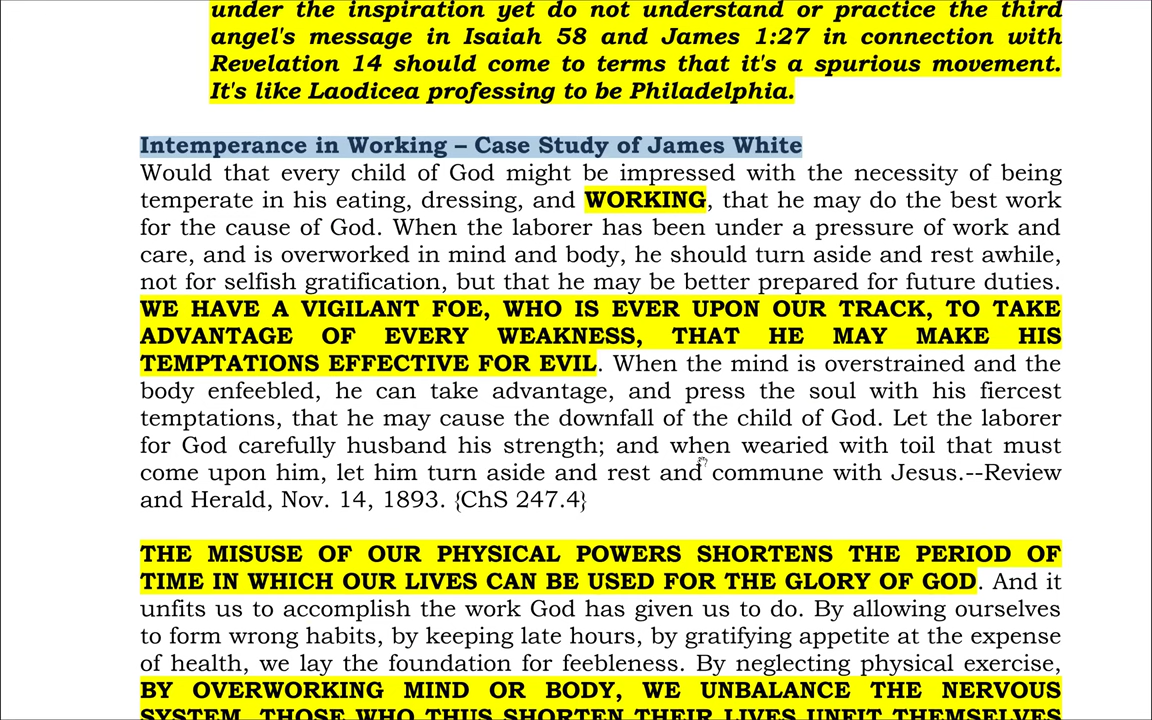 under the inspiration yet do not understand or practice the third
angel's message in Isaiah 58 and James 1:27 in connection with
Revelation 14 should come to terms that it's a spurious movement.
It's like Laodicea professing to be Philadelphia.
Intemperance in Working – Case Study of James White
Would that every child of God might be impressed with the necessity of being
temperate in his eating, dressing, and WORKING, that he may do the best work
for the cause of God. When the laborer has been under a pressure of work and
care, and is overworked in mind and body, he should turn aside and rest awhile,
not for selfish gratification, but that he may be better prepared for future duties.
WE HAVE A VIGILANT FOE, WHO IS EVER UPON OUR TRACK, TO TAKE
ADVANTAGE OF EVERY WEAKNESS, THAT HE MAY MAKE HIS
TEMPTATIONS EFFECTIVE FOR EVIL. When the mind is overstrained and the
body enfeebled, he can take advantage, and press the soul with his fiercest
temptations, that he may cause the downfall of the child of God. Let the laborer
for God carefully husband his strength; and when wearied with toil that must
come upon him, let him turn aside and rest and commune with Jesus.--Review
and Herald, Nov. 14, 1893. {ChS 247.4}
THE MISUSE OF OUR PHYSICAL POWERS SHORTENS THE PERIOD OF
TIME IN WHICH OUR LIVES CAN BE USED FOR THE GLORY OF GOD. And it
unfits us to accomplish the work God has given us to do. By allowing ourselves
to form wrong habits, by keeping late hours, by gratifying appetite at the expense
of health, we lay the foundation for feebleness. By neglecting physical exercise,
BY OVERWORKING MIND OR BODY, WE UNBALANCE THE NERVOUS
SYSTEM. THOSE WHO THUS SHORTEN THEIR LIVES UNFIT THEMSELVES